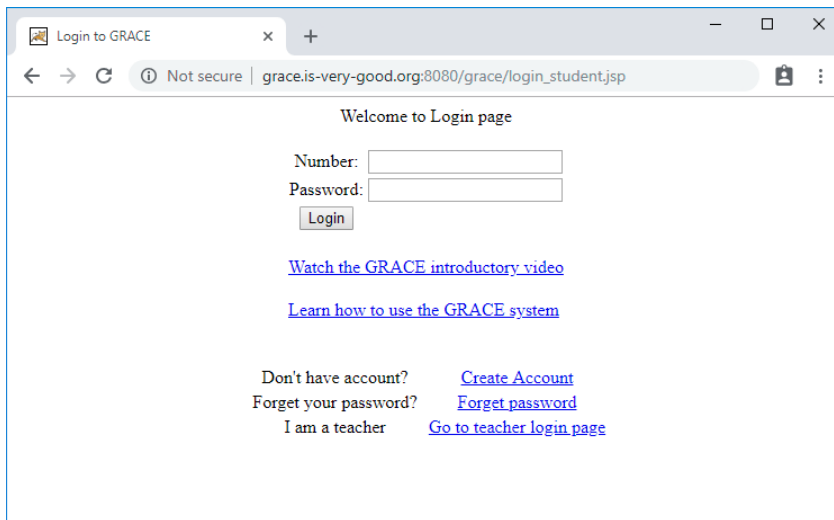 Login to GRACE
Not secure | grace.is-very-good.org:8080/grace/login_student.jsp
Welcome to Login page
Number:
Password:
Login
Watch the GRACE introductory video
Learn how to use the GRACE system
Don't have account? Create Account
Forget your password? Forget password
I am a teacher Go to teacher login page